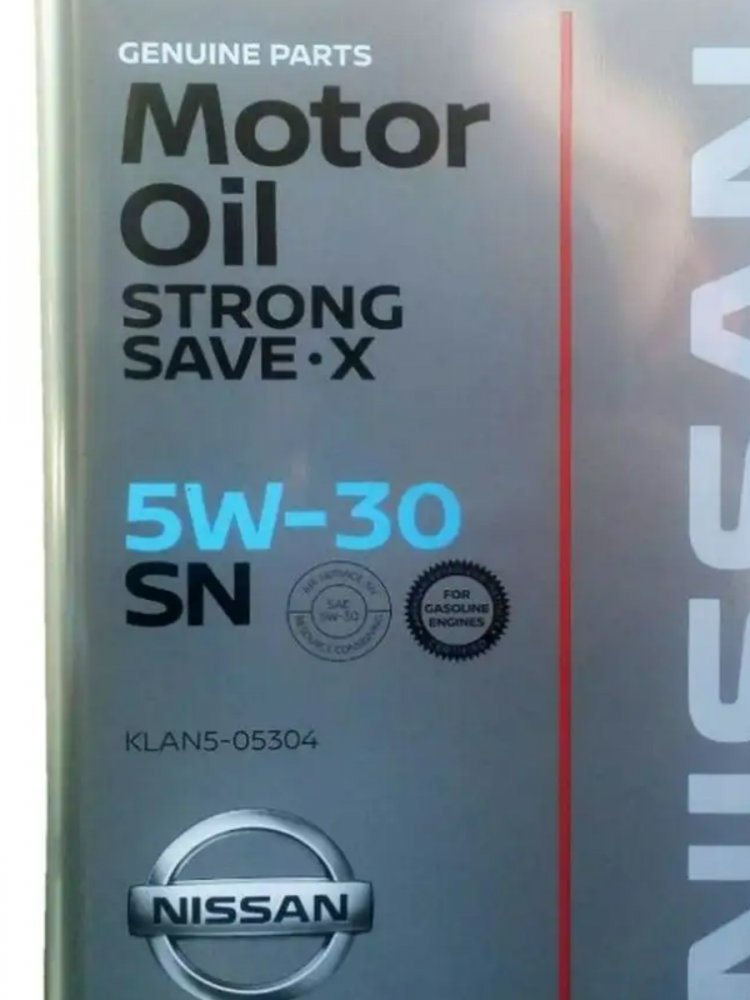 GENUINE PARTS
Motor
Oil
STRONG
SAVE•X
5W-30
SN
API SERVICE SN
SAE
5W-30
RESOURCE CONSERVING
FOR
GASOLINE
ENGINES
CERTIFIED
KLAN5-05304
NISSAN
NISSAN